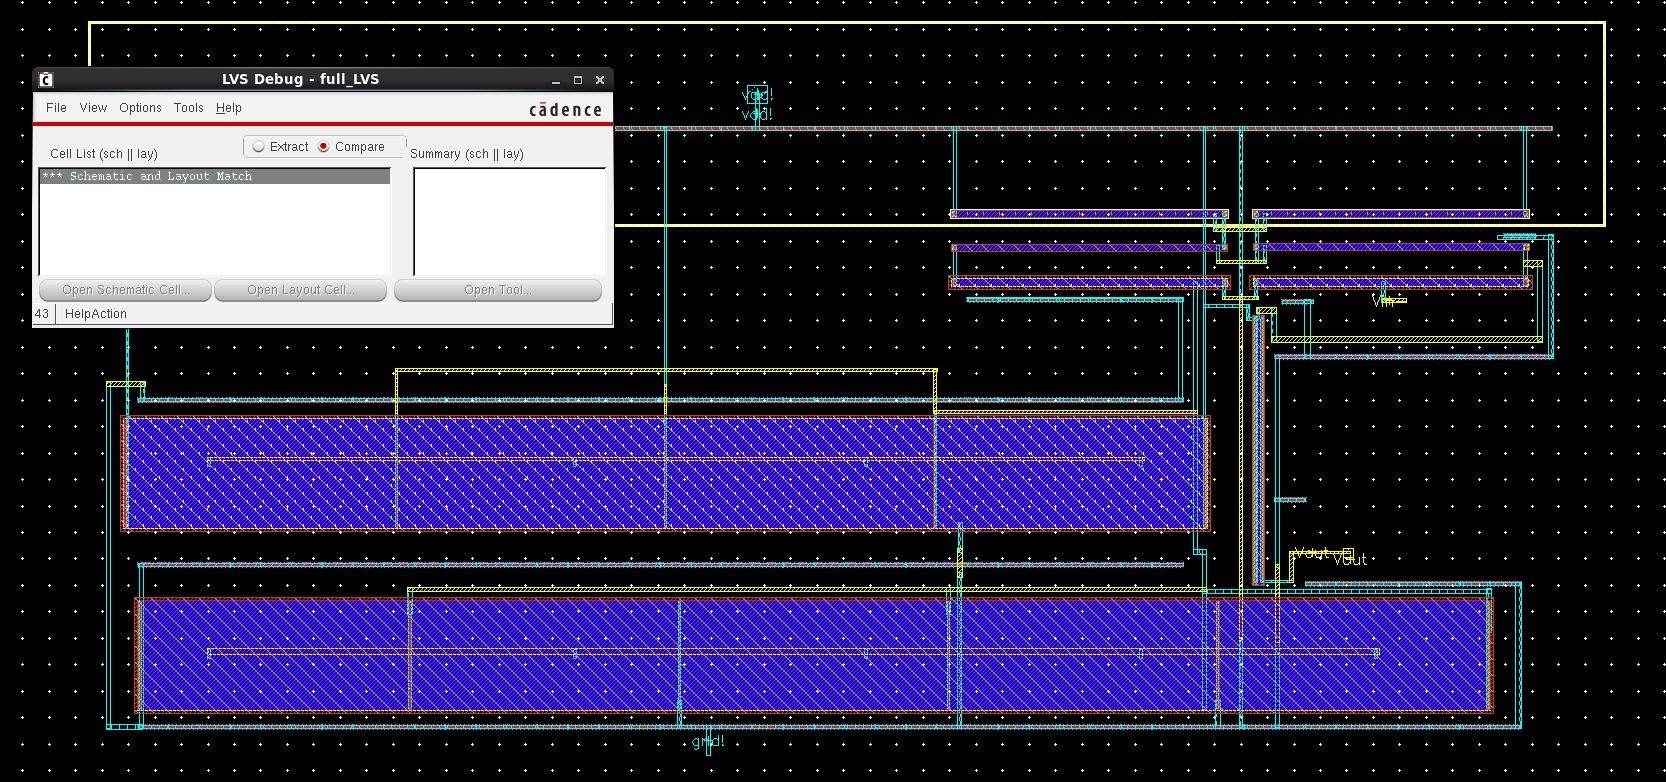 LVS Debug - full_LVS
File View Options Tools Help
cādence
Extract Compare
Cell List (sch || lay)
Summary (sch || lay)
*** Schematic and Layout Match
Open Schematic Cell... Open Layout Cell... Open Tool...
43 HelpAction
vdd!
vdd!
Vin
Vout
Vout
gnd!